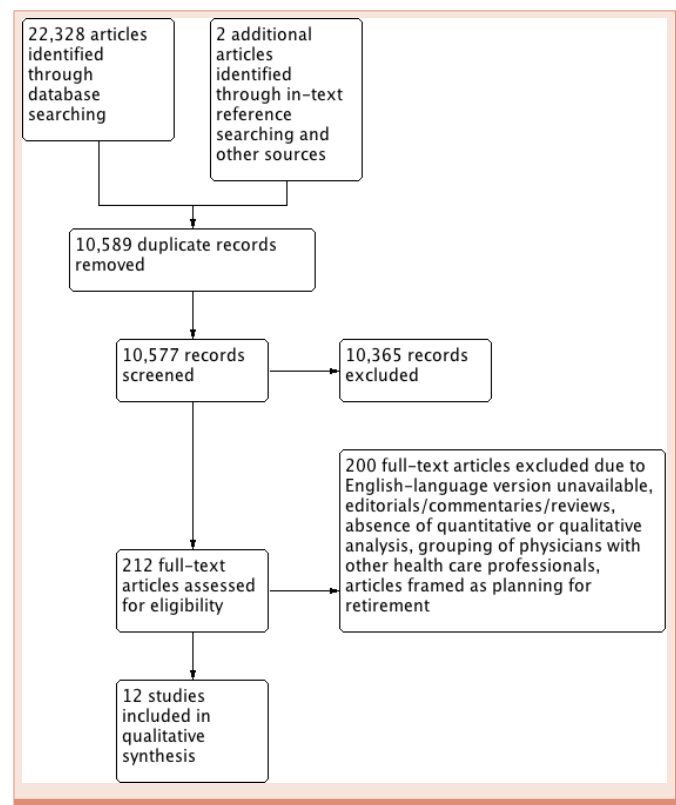 22,328 articles
identified
through
database
searching
2 additional
articles
identified
through in-text
reference
searching and
other sources
10,589 duplicate records
removed
10,577 records
screened
10,365 records
excluded
200 full-text articles excluded due to
English-language version unavailable,
editorials/commentaries/reviews,
absence of quantitative or qualitative
analysis, grouping of physicians with
other health care professionals,
articles framed as planning for
retirement
212 full-text
articles assessed
for eligibility
12 studies
included in
qualitative
synthesis